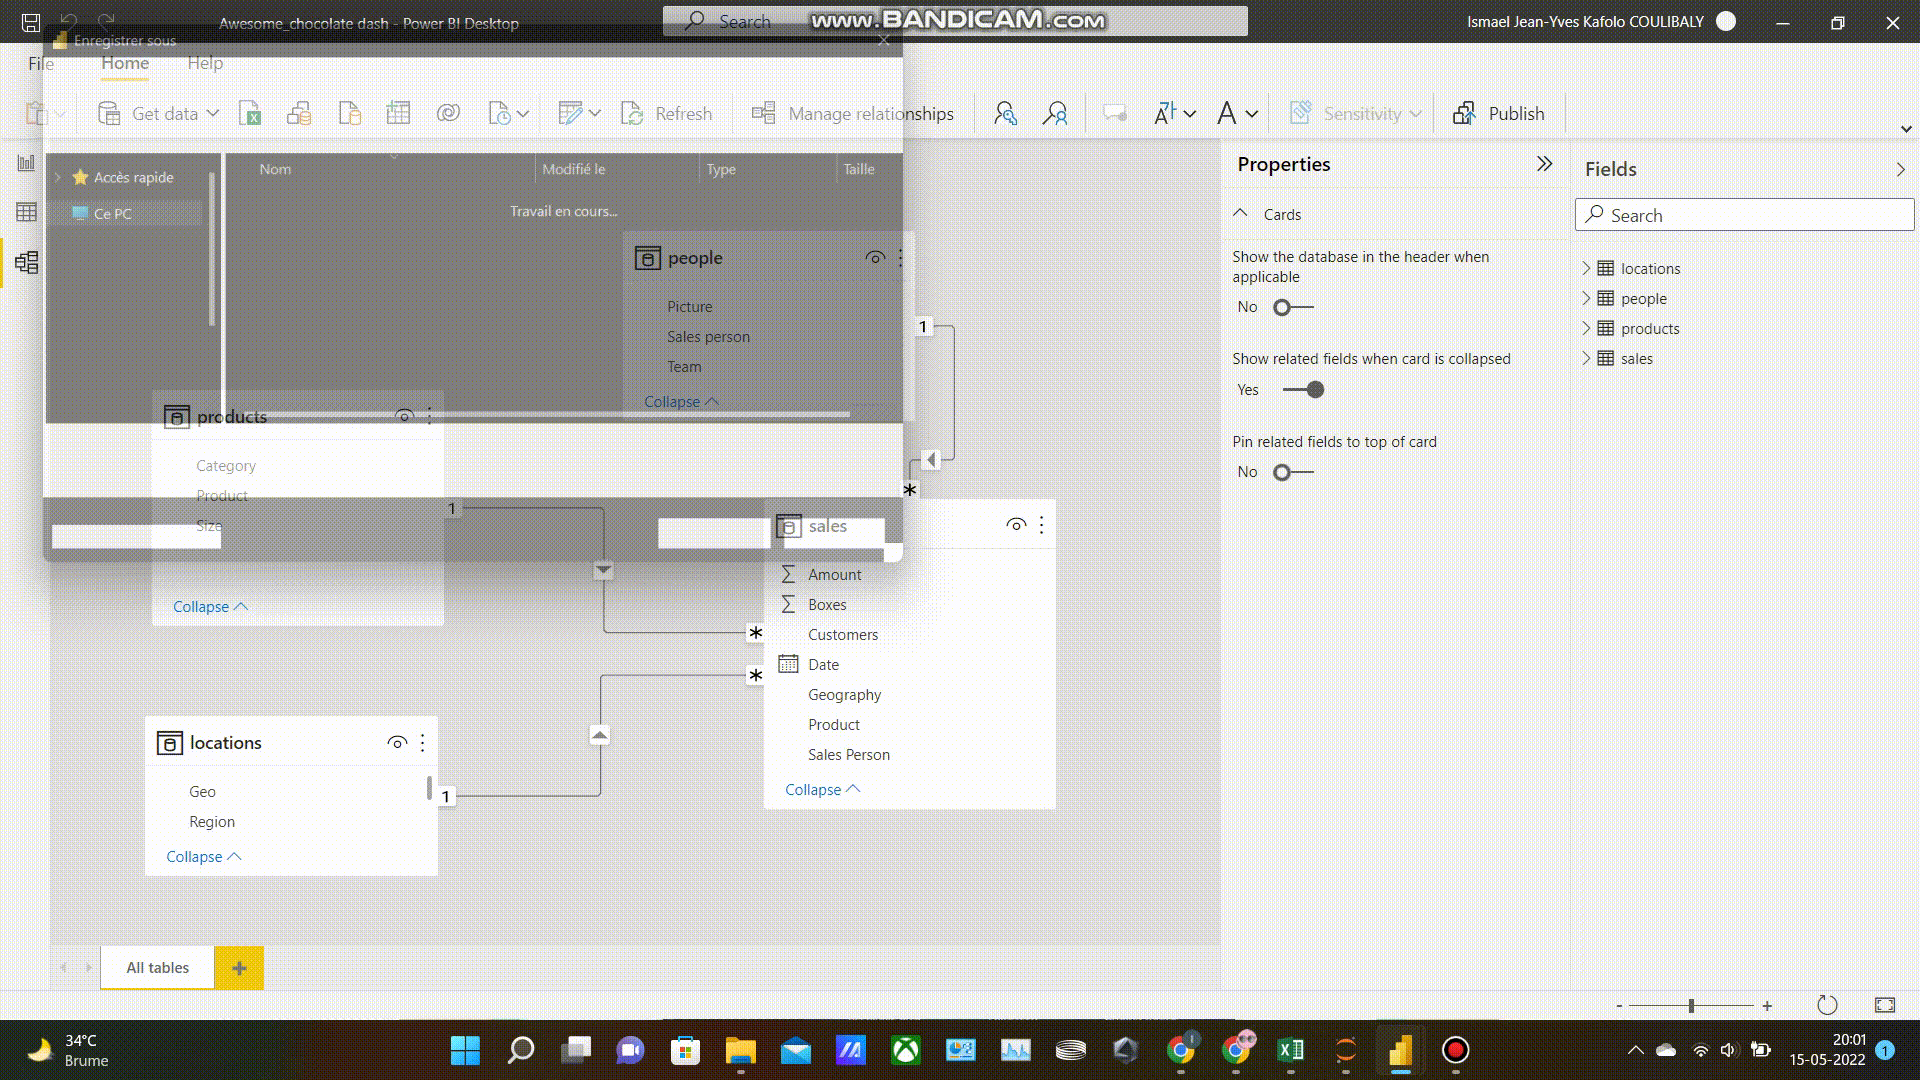 Awesome_chocolate dash - Power BI Desktop
Search
www.BANDICAM.com
Ismael Jean-Yves Kafolo COULIBALY
Enregistrer sous
File
Home
Help
Get data
Refresh
Manage relationships
Sensitivity
Publish
Accès rapide
Ce PC
Nom
Modifié le
Type
Taille
Travail en cours...
people
Picture
Sales person
Team
Collapse
1
*
products
Category
Product
Size
Collapse
1
*
sales
Amount
Boxes
Customers
Date
Geography
Product
Sales Person
Collapse
locations
Geo
Region
Collapse
1
*
Properties
Cards
Show the database in the header when
applicable
No
Show related fields when card is collapsed
Yes
Pin related fields to top of card
No
Fields
Search
locations
people
products
sales
All tables
+
- +
34°C
Brume
20:01
15-05-2022
1